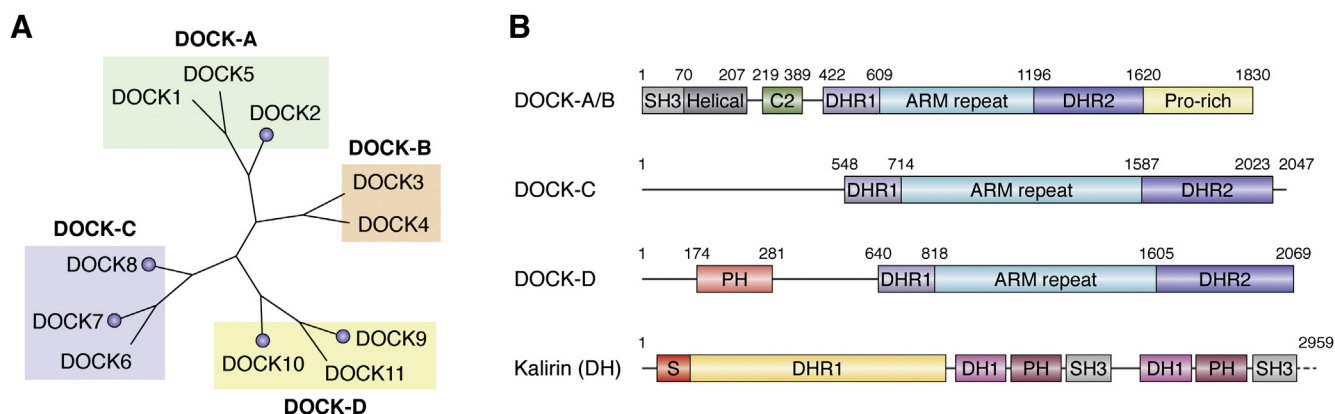 A
DOCK-A
DOCK5
DOCK1
DOCK2
DOCK-B
DOCK3
DOCK4
DOCK-C
DOCK8
DOCK7
DOCK6
DOCK9
DOCK10
DOCK11
DOCK-D
B
1 70 207 219 389 422 609 1196 1620 1830
DOCK-A/B SH3 Helical C2 DHR1 ARM repeat DHR2 Pro-rich
1 548 714 1587 2023 2047
DOCK-C DHR1 ARM repeat DHR2
1 174 281 640 818 1605 2069
DOCK-D PH DHR1 ARM repeat DHR2
1 2959
Kalirin (DH) S DHR1 DH1 PH SH3 DH1 PH SH3